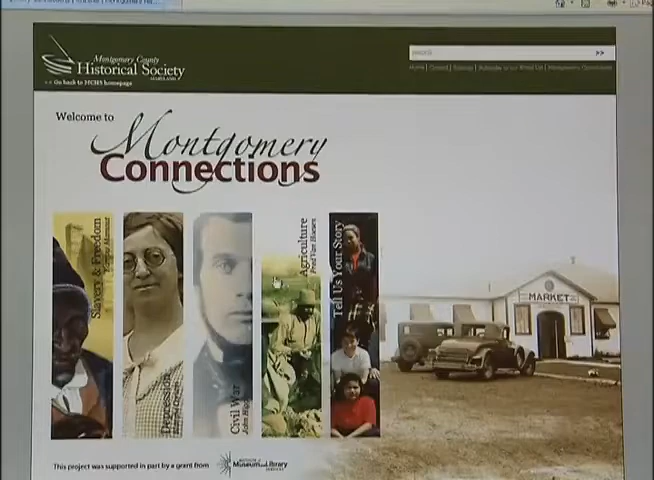 Montgomery County
Historical Society
MARYLAND
Go back to MCHS homepage
>>
Welcome to
Montgomery
Connections
Slavery & Freedom
Depression
Civil War
Agriculture
Tell Us Your Story
MARKET
This project was supported in part by a grant from
Museum and Library